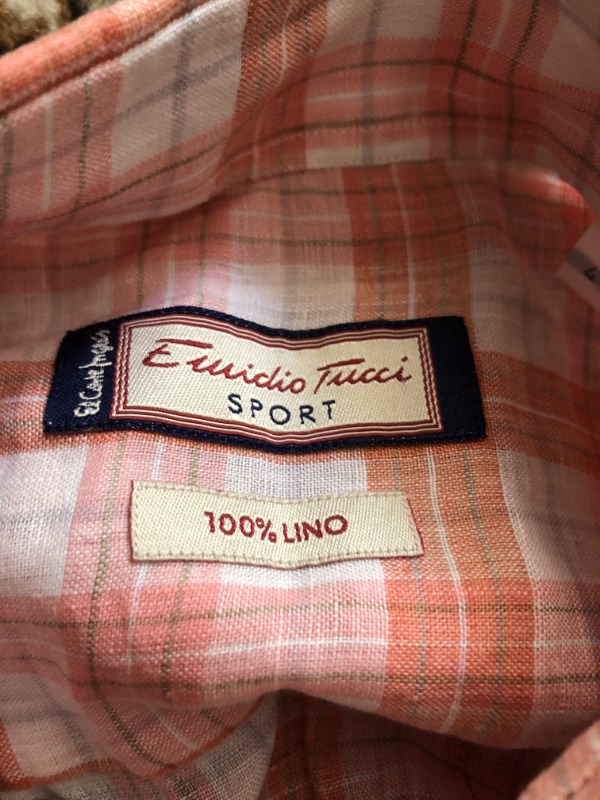 El Corte Inglés
Emidio Tucci
SPORT
100% LINO